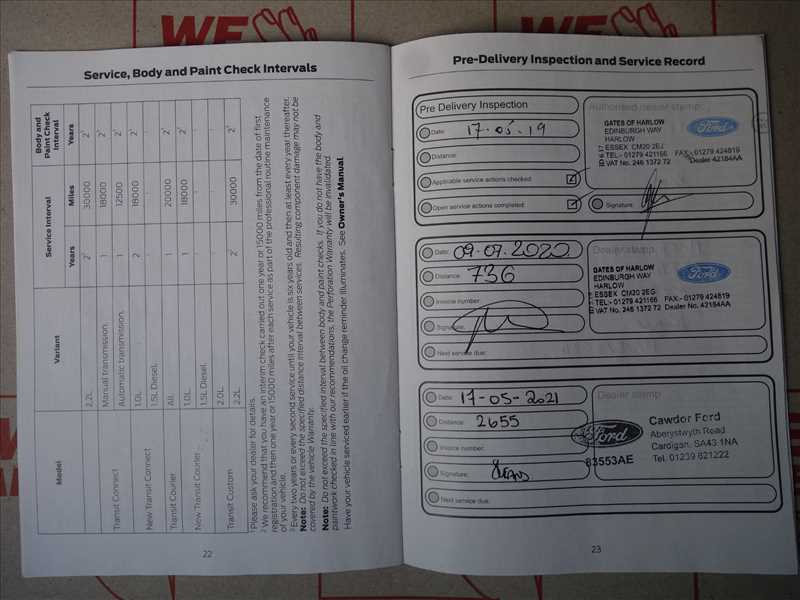 WE
WE
Service, Body and Paint Check Intervals
Model
Variant
Service Interval
Body and Paint Check Interval
Years
Miles
Years
2.2L
2
30000
2
Transit Connect
Manual transmission.
1
18000
2
Automatic transmission.
1
12500
2
New Transit Connect
1.0L
2
18000
2
1.5L Diesel.
Transit Courier
All.
1
20000
2
New Transit Courier
1.0L
1
18000
2
1.5L Diesel.
Transit Custom
2.0L
2.2L
2
30000
2
Please ask your dealer for details.
We recommend that you have an interim check carried out one year or 15000 miles from the date of first
registration and then one year or 15000 miles after each service as part of the professional routine maintenance
of your vehicle.
Every two years or every second service until your vehicle is six years old and then at least every year thereafter.
Note: Do not exceed the specified distance interval between services. Resulting component damage may not be
covered by the vehicle Warranty.
Note: Do not exceed the specified interval between body and paint checks. If you do not have the body and
paintwork checked in line with our recommendations, the Perforation Warranty will be invalidated.
Have your vehicle serviced earlier if the oil change reminder illuminates. See Owner's Manual.
22
Pre-Delivery Inspection and Service Record
Pre Delivery Inspection
Date: 17-05-19
Distance:
Applicable service actions checked
Open service actions completed
Authorised dealer stamp
GATES OF HARLOW
EDINBURGH WAY
HARLOW
ESSEX CM20 2EJ
TEL:- 01279 421166 FAX:- 01279 424819
VAT No. 246 1372 72 Dealer 42184AA
Ford
Signature:
Date: 09-07-2020
Distance: 736
Invoice number:
Signature:
Next service due:
Dealer stamp
GATES OF HARLOW
EDINBURGH WAY
HARLOW
ESSEX CM20 2EG
TEL:- 01279 421166 FAX:- 01279 424819
VAT No. 246 1372 72 Dealer No. 42184AA
Ford
Date: 17-05-2021
Distance: 2655
Invoice number:
Signature:
Next service due:
Dealer stamp
Ford
83553AE
Cawdor Ford
Aberystwyth Road
Cardigan, SA43 1NA
Tel. 01239 621222
23